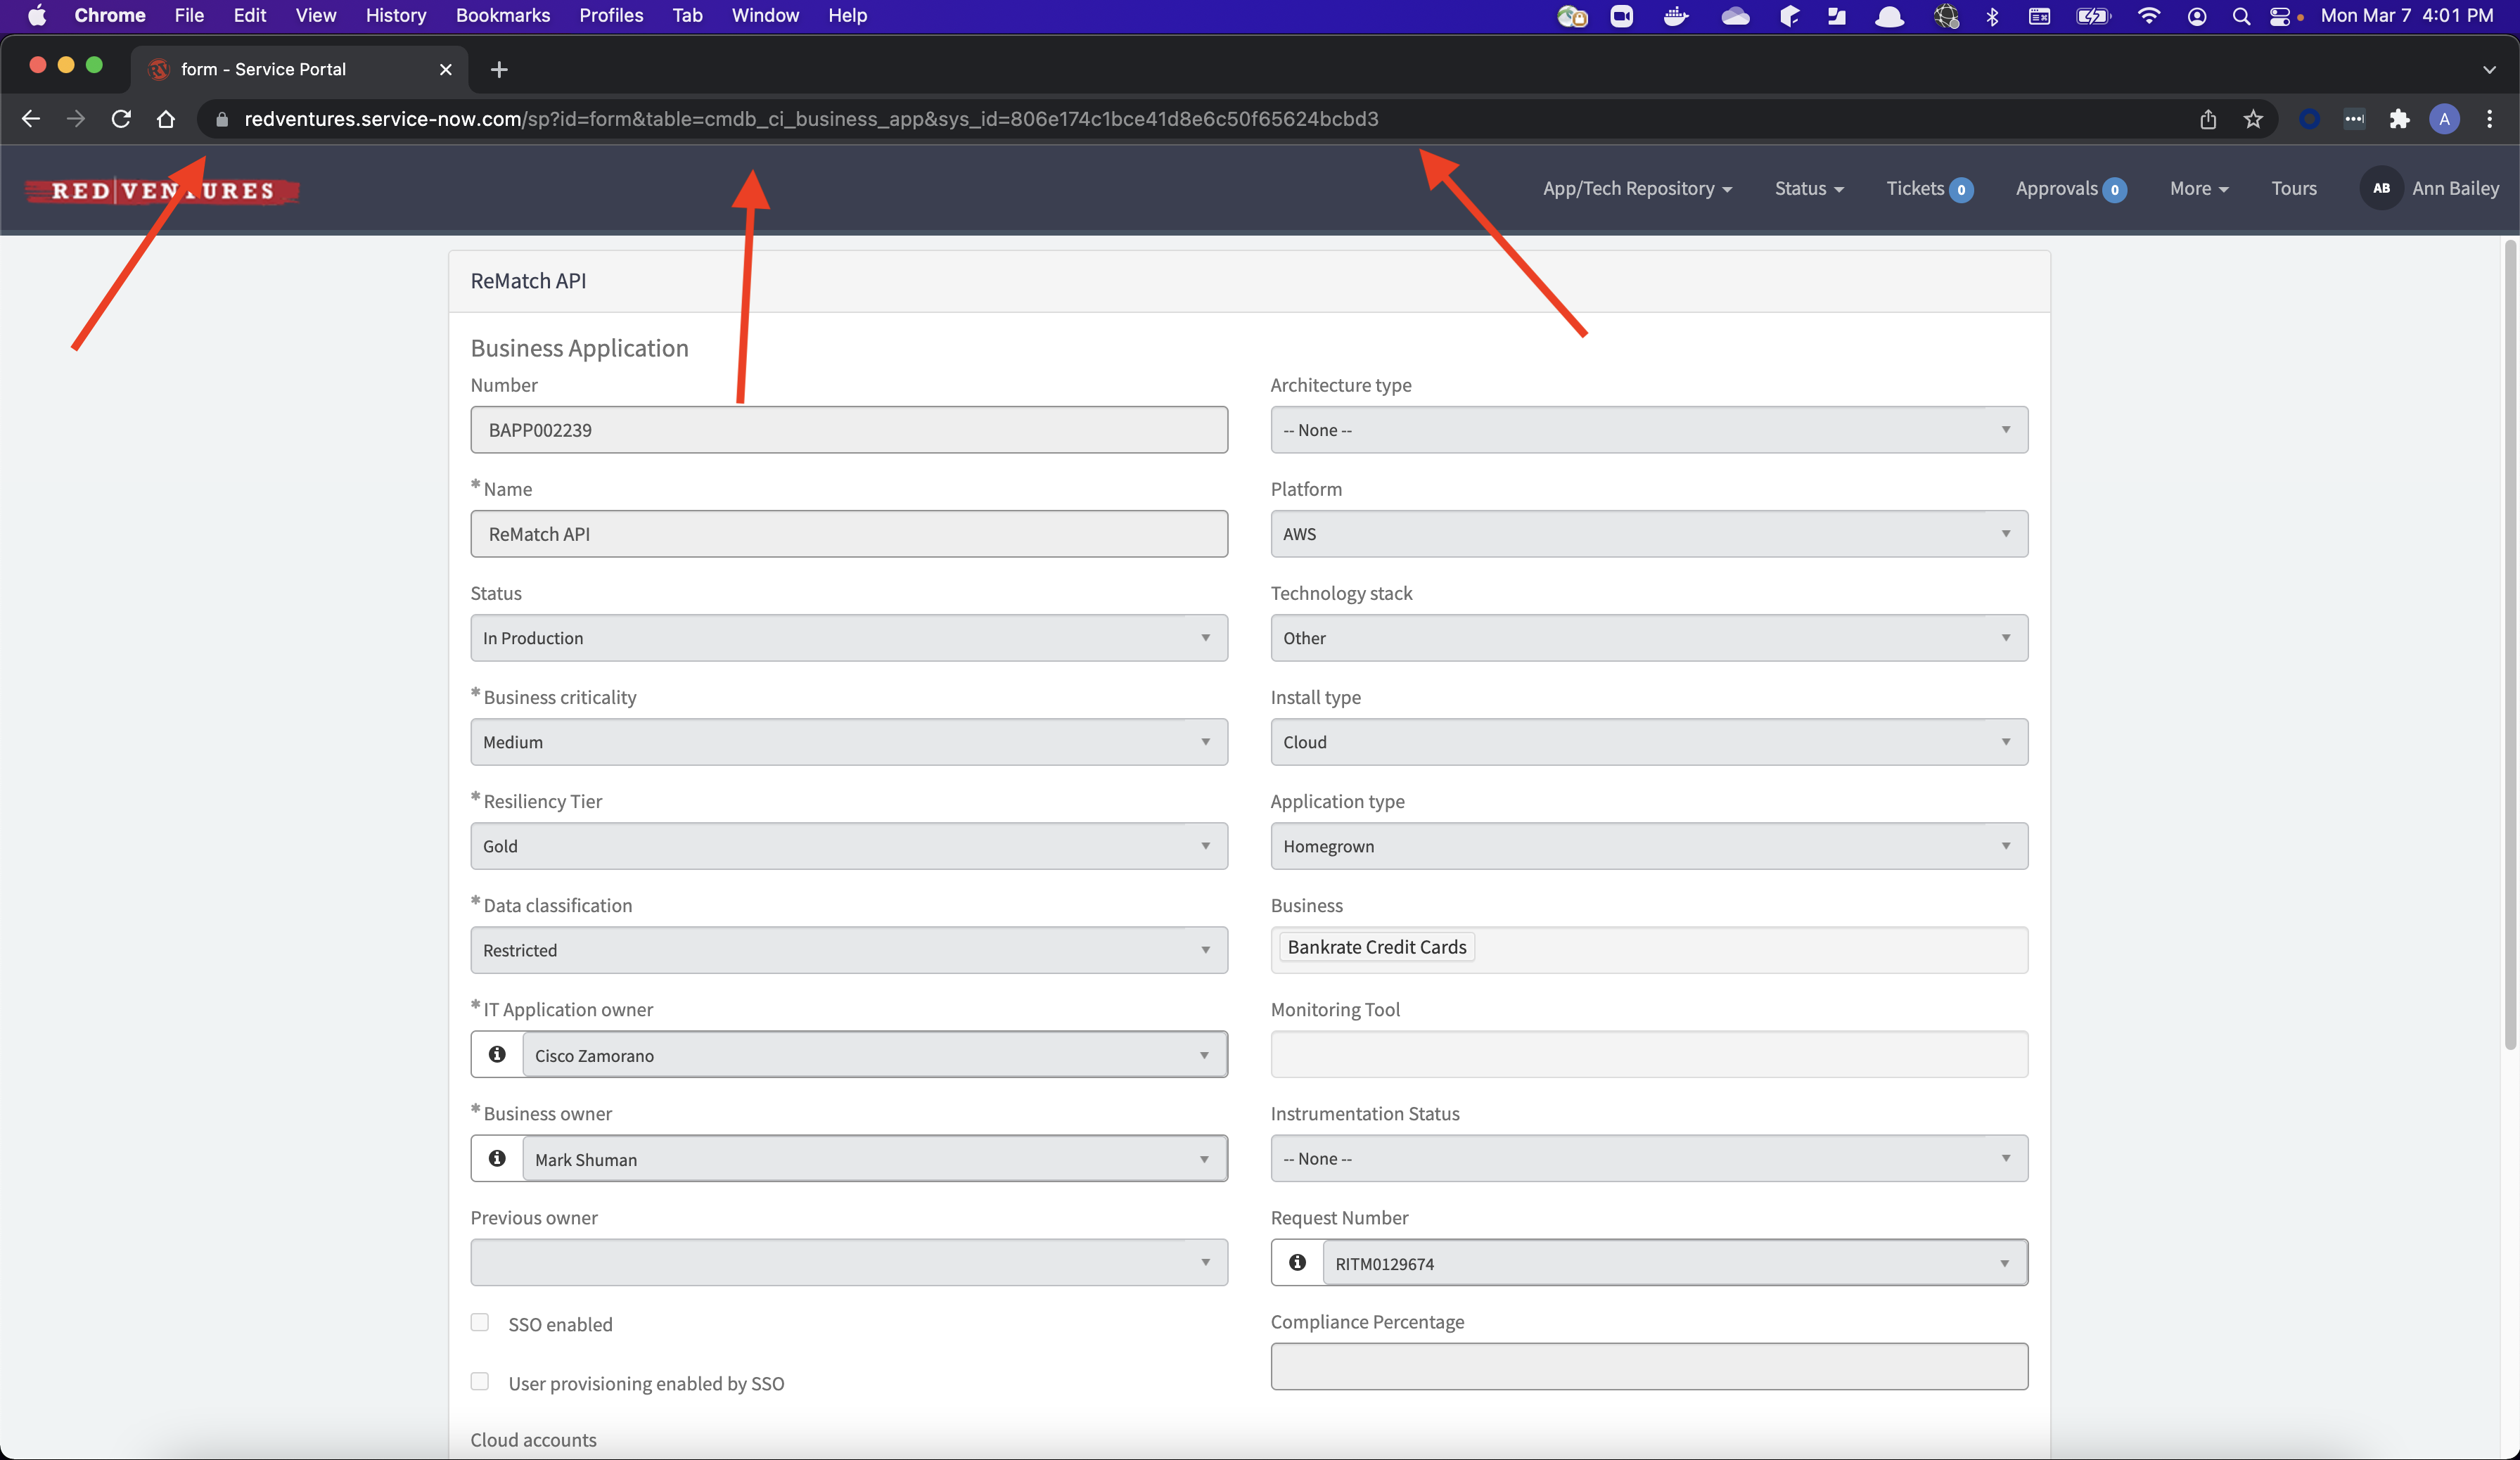 Chrome File Edit View History Bookmarks Profiles Tab Window Help Mon Mar 7 4:01 PM
form - Service Portal
redventures.service-now.com/sp?id=form&table=cmdb_ci_business_app&sys_id=806e174c1bce41d8e6c50f65624bcbd3 A
RED|VENTURES App/Tech Repository Status Tickets 0 Approvals 0 More Tours AB Ann Bailey
ReMatch API
Business Application
Number
BAPP002239
* Name
ReMatch API
Status
In Production
* Business criticality
Medium
* Resiliency Tier
Gold
* Data classification
Restricted
* IT Application owner
Cisco Zamorano
* Business owner
Mark Shuman
Previous owner
SSO enabled
User provisioning enabled by SSO
Cloud accounts
Architecture type
-- None --
Platform
AWS
Technology stack
Other
Install type
Cloud
Application type
Homegrown
Business
Bankrate Credit Cards
Monitoring Tool
Instrumentation Status
-- None --
Request Number
RITM0129674
Compliance Percentage